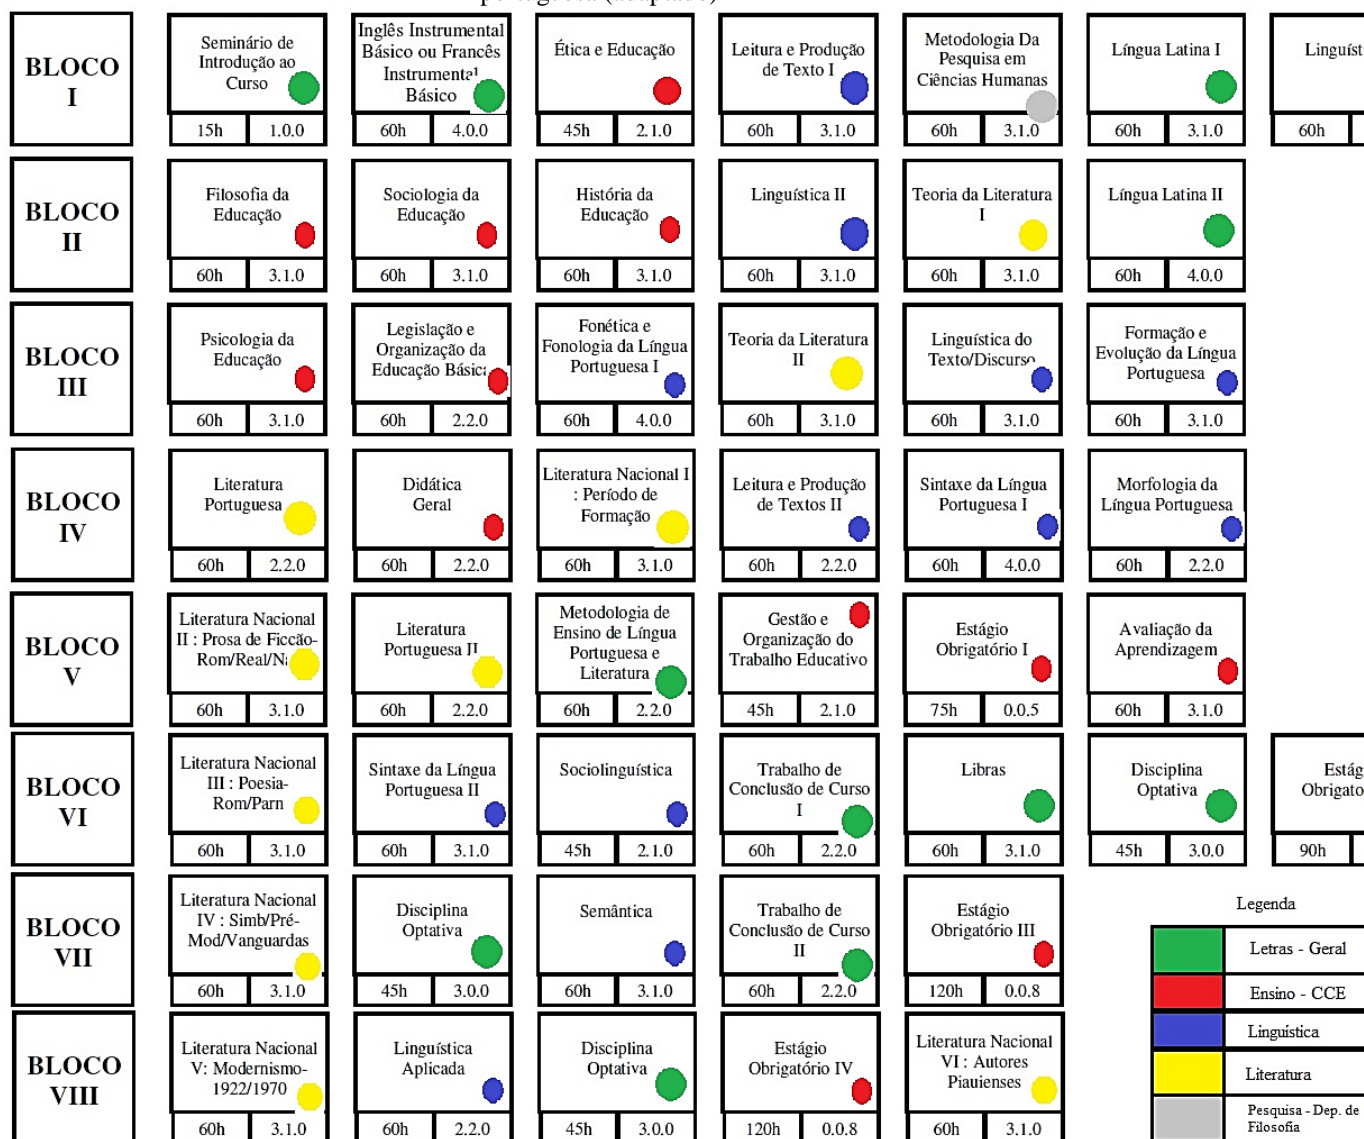 portuguesa (adaptado)
BLOCO
I
Seminário de
Introdução ao
Curso
15h 1.0.0
Inglês Instrumental
Básico ou Francês
Instrumental
Básico
60h 4.0.0
Ética e Educação
45h 2.1.0
Leitura e Produção
de Texto I
60h 3.1.0
Metodologia Da
Pesquisa em
Ciências Humanas
60h 3.1.0
Língua Latina I
60h 3.1.0
Linguíst
60h
BLOCO
II
Filosofia da
Educação
60h 3.1.0
Sociologia da
Educação
60h 3.1.0
História da
Educação
60h 3.1.0
Linguística II
60h 3.1.0
Teoria da Literatura
I
60h 3.1.0
Língua Latina II
60h 4.0.0
BLOCO
III
Psicologia da
Educação
60h 3.1.0
Legislação e
Organização da
Educação Básica
60h 2.2.0
Fonética e
Fonologia da Língua
Portuguesa I
60h 4.0.0
Teoria da Literatura
II
60h 3.1.0
Linguística do
Texto/Discurso
60h 3.1.0
Formação e
Evolução da Língua
Portuguesa
60h 3.1.0
BLOCO
IV
Literatura
Portuguesa
60h 2.2.0
Didática
Geral
60h 2.2.0
Literatura Nacional I
: Período de
Formação
60h 3.1.0
Leitura e Produção
de Textos II
60h 2.2.0
Sintaxe da Língua
Portuguesa I
60h 4.0.0
Morfologia da
Língua Portuguesa
60h 2.2.0
BLOCO
V
Literatura Nacional
II : Prosa de Ficção-
Rom/Real/Na
60h 3.1.0
Literatura
Portuguesa II
60h 2.2.0
Metodologia de
Ensino de Língua
Portuguesa e
Literatura
60h 2.2.0
Gestão e
Organização do
Trabalho Educativo
45h 2.1.0
Estágio
Obrigatório I
75h 0.0.5
Avaliação da
Aprendizagem
60h 3.1.0
BLOCO
VI
Literatura Nacional
III : Poesia-
Rom/Parn
60h 3.1.0
Sintaxe da Língua
Portuguesa II
60h 3.1.0
Sociolinguística
45h 2.1.0
Trabalho de
Conclusão de Curso
I
60h 2.2.0
Libras
60h 3.1.0
Disciplina
Optativa
45h 3.0.0
Estág
Obrigato
90h
BLOCO
VII
Literatura Nacional
IV : Simb/Pré-
Mod/Vanguardas
60h 3.1.0
Disciplina
Optativa
45h 3.0.0
Semântica
60h 3.1.0
Trabalho de
Conclusão de Curso
II
60h 2.2.0
Estágio
Obrigatório III
120h 0.0.8
BLOCO
VIII
Literatura Nacional
V: Modernismo-
1922/1970
60h 3.1.0
Linguística
Aplicada
60h 2.2.0
Disciplina
Optativa
45h 3.0.0
Estágio
Obrigatório IV
120h 0.0.8
Literatura Nacional
VI : Autores
Piauienses
60h 3.1.0
Legenda
Letras - Geral
Ensino - CCE
Linguística
Literatura
Pesquisa - Dep. de
Filosofia